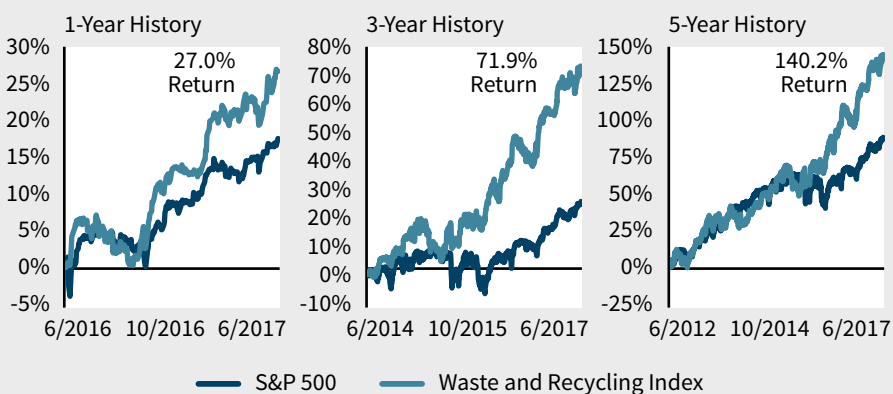 1-Year History
30%
25%
20%
15%
10%
5%
0%
-5%
27.0%
Return
6/2016 10/2016 6/2017
3-Year History
80%
70%
60%
50%
40%
30%
20%
10%
0%
-10%
71.9%
Return
6/2014 10/2015 6/2017
5-Year History
150%
125%
100%
75%
50%
25%
0%
-25%
140.2%
Return
6/2012 10/2014 6/2017
S&P 500 Waste and Recycling Index